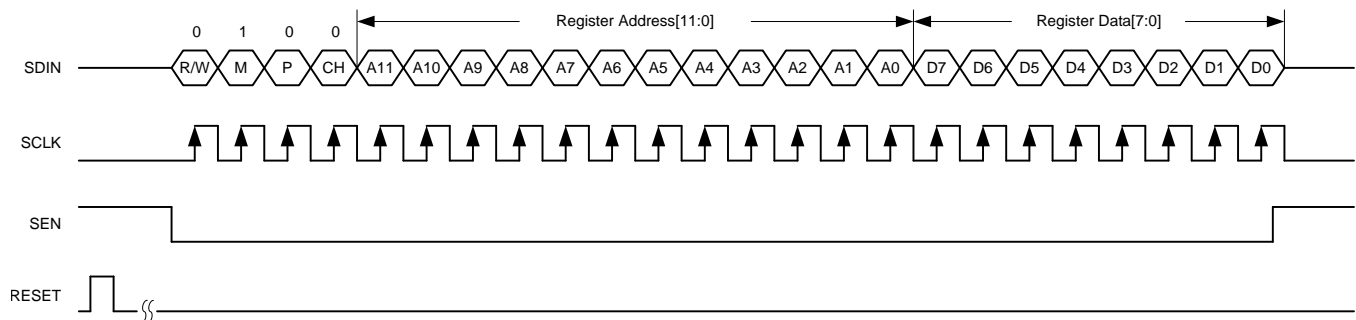 0 1 0 0 Register Address[11:0] Register Data[7:0]
SDIN R/W M P CH A11 A10 A9 A8 A7 A6 A5 A4 A3 A2 A1 A0 D7 D6 D5 D4 D3 D2 D1 D0
SCLK
SEN
RESET